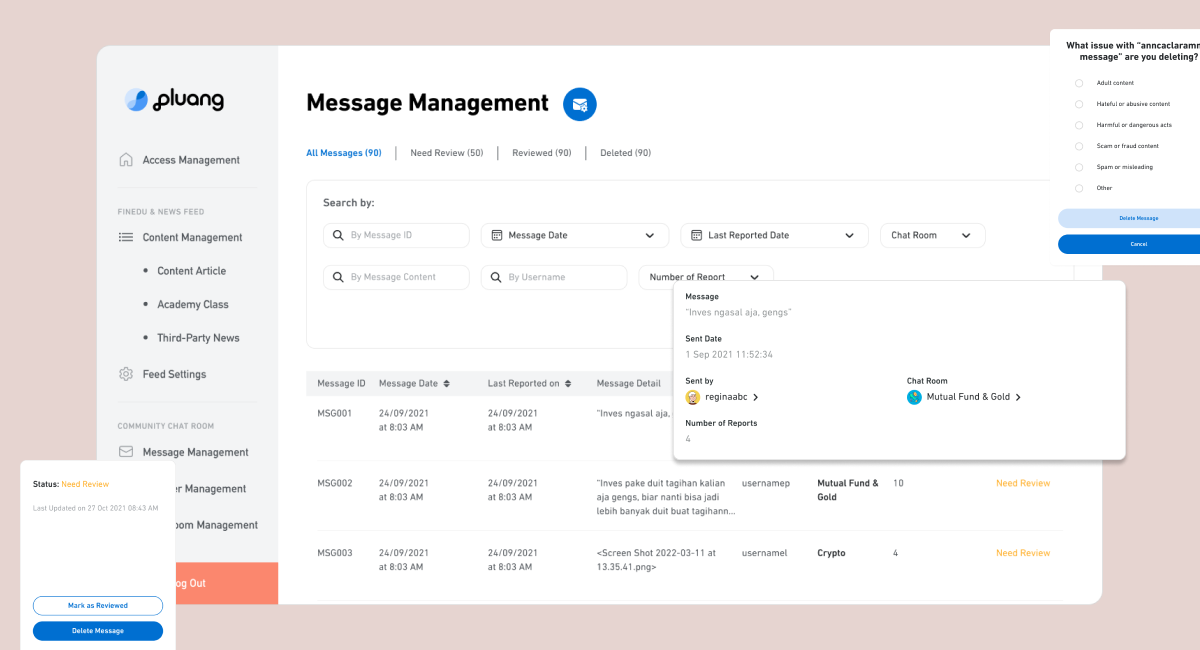 pluang
Access Management
FINEDU & NEWS FEED
Content Management
Content Article
Academy Class
Third-Party News
Feed Settings
COMMUNITY CHAT ROOM
Message Management
er Management
oom Management
og Out
Status: Need Review
Last Updated on 27 Oct 2021 08:43 AM
Mark as Reviewed
Delete Message
Message Management
All Messages (90)
Need Review (50)
Reviewed (90)
Deleted (90)
Search by:
By Message ID
Message Date
Last Reported Date
Chat Room
By Message Content
By Username
Number of Report
Message ID
Message Date
Last Reported on
Message Detail
MSG001
24/09/2021
at 8:03 AM
24/09/2021
at 8:03 AM
"Inves ngasal aja,
MSG002
24/09/2021
at 8:03 AM
24/09/2021
at 8:03 AM
"Inves pake duit tagihan kalian
aja gengs, biar nanti bisa jadi
lebih banyak duit buat tagihann...
usernamep
Mutual Fund &
Gold
10
Need Review
MSG003
24/09/2021
at 8:03 AM
24/09/2021
at 8:03 AM
<Screen Shot 2022-03-11 at
13.35.41.png>
usernamel
Crypto
4
Need Review
Message
"Inves ngasal aja, gengs"
Sent Date
1 Sep 2021 11:52:34
Sent by
reginaabc
Chat Room
Mutual Fund & Gold
Number of Reports
4
What issue with "anncaclaramn
message" are you deleting?
Adult content
Hateful or abusive content
Harmful or dangerous acts
Scam or fraud content
Spam or misleading
Other
Delete Message
Cancel